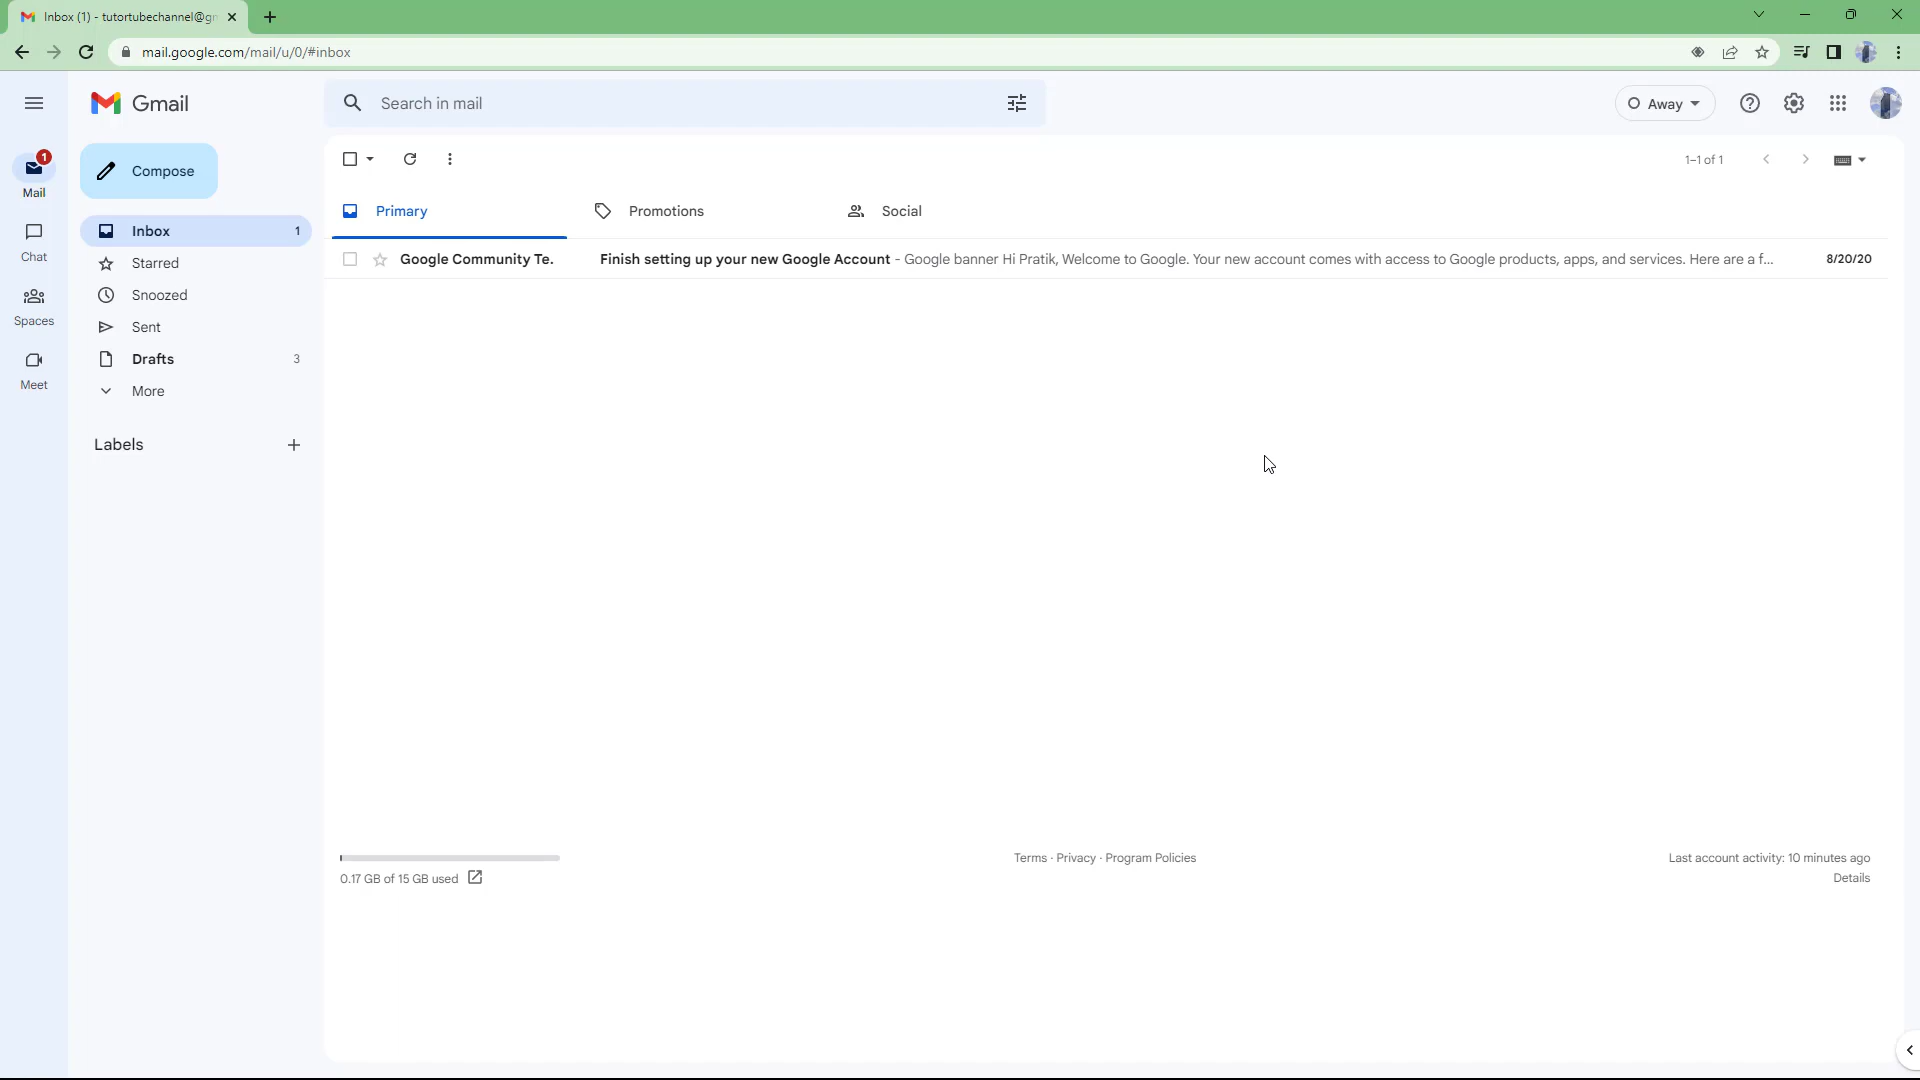 Inbox (1) - tutortubechannel@gm
mail.google.com/mail/u/0/#inbox
Gmail
Search in mail
Away
1
Mail
Chat
Spaces
Meet
Compose
Inbox 1
Starred
Snoozed
Sent
Drafts 3
More
Labels
1–1 of 1
Primary Promotions Social
Google Community Te. Finish setting up your new Google Account - Google banner Hi Pratik, Welcome to Google. Your new account comes with access to Google products, apps, and services. Here are a f... 8/20/20
0.17 GB of 15 GB used
Terms · Privacy · Program Policies
Last account activity: 10 minutes ago
Details